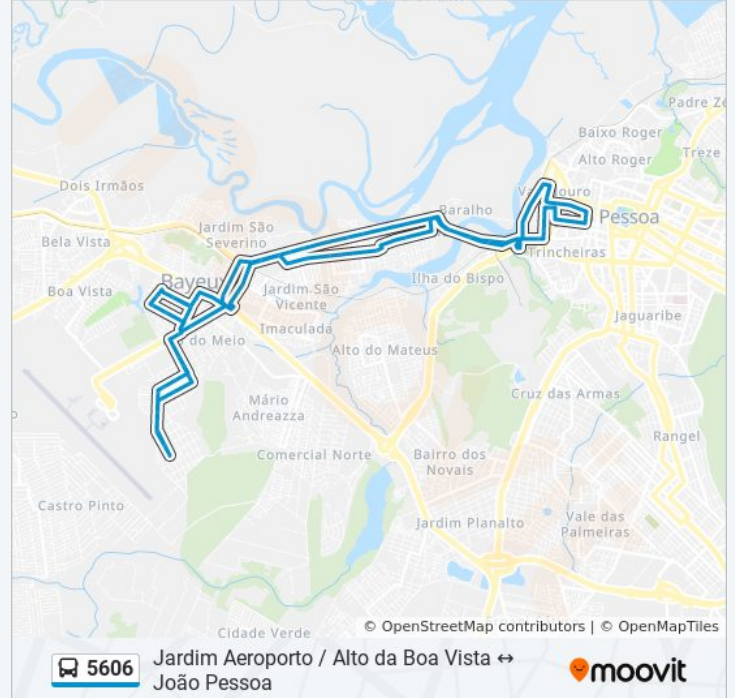 Padre Ze
Baixo Roger
Alto Roger
Treze
Dois Irmãos
Baralho
Pessoa
Jardim São
Severino
Bela Vista
Trincheiras
Ilha do Bispo
Bayeux
Boa Vista
Jardim São
Vicente
Jaguaribe
Imaculada
do Meio
Alto do Mateus
Mário
Andreazza
Cruz das Armas
Rangel
Comercial Norte
Bairro dos
Novais
Castro Pinto
Jardim Planalto
Vale das
Palmeiras
Cidade Verde
© OpenStreetMap contributors | © OpenMapTiles
5606
Jardim Aeroporto / Alto da Boa Vista ↔
João Pessoa
moovit